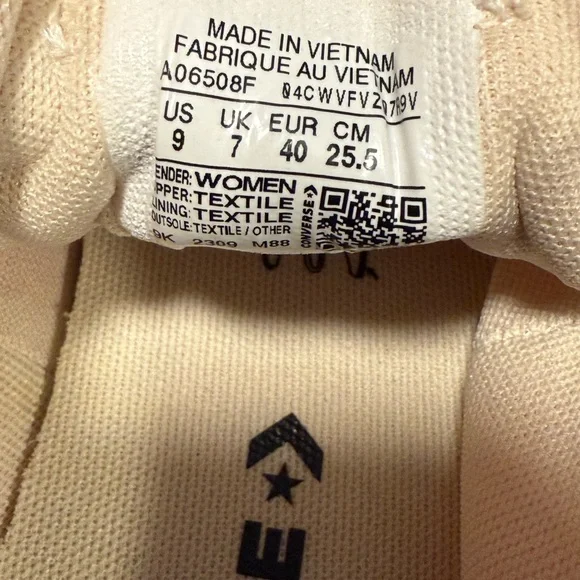 MADE IN VIETNAM
FABRIQUE AU VIETNAM
A06508F
US UK EUR CM
9 7 40 25.5
ENDER: WOMEN
PPER: TEXTILE
INING: TEXTILE
OUTSOLE: TEXTILE / OTHER
9K 2309 M88
CONVERSE
E